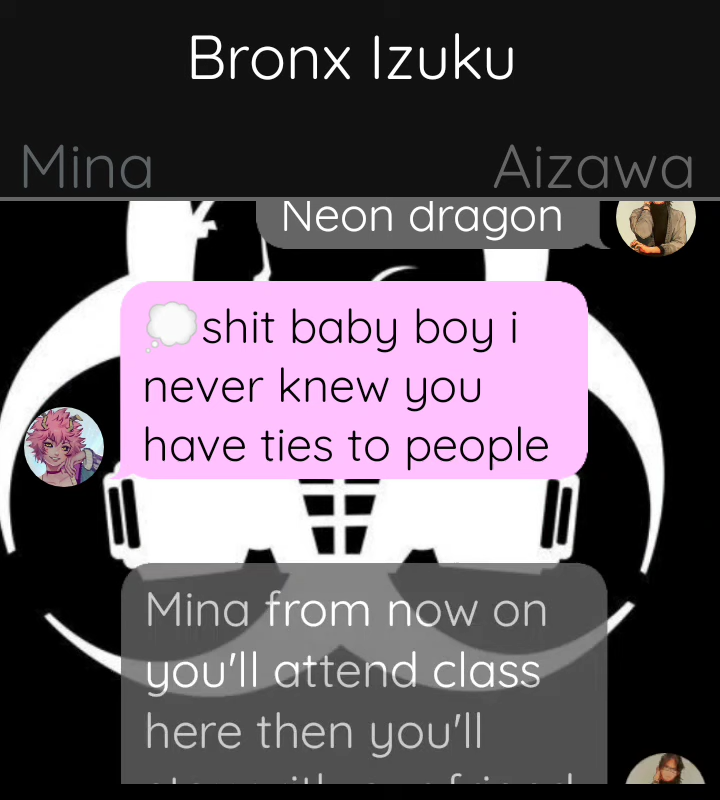 Bronx Izuku
Mina
Aizawa
Neon dragon
💭shit baby boy i
never knew you
have ties to people
Mina from now on
you'll attend class
here then you'll